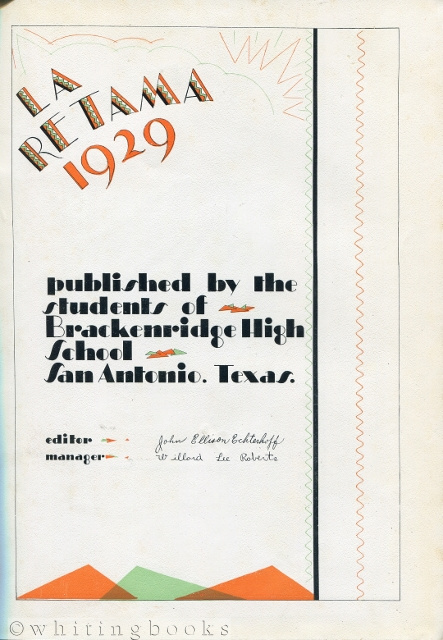 LA
RETAMA
1929
published by the
students of
Brackenridge High
School
San Antonio. Texas.
editor John Ellison Echterhoff
manager Willard Lee Roberts
© whitingbooks